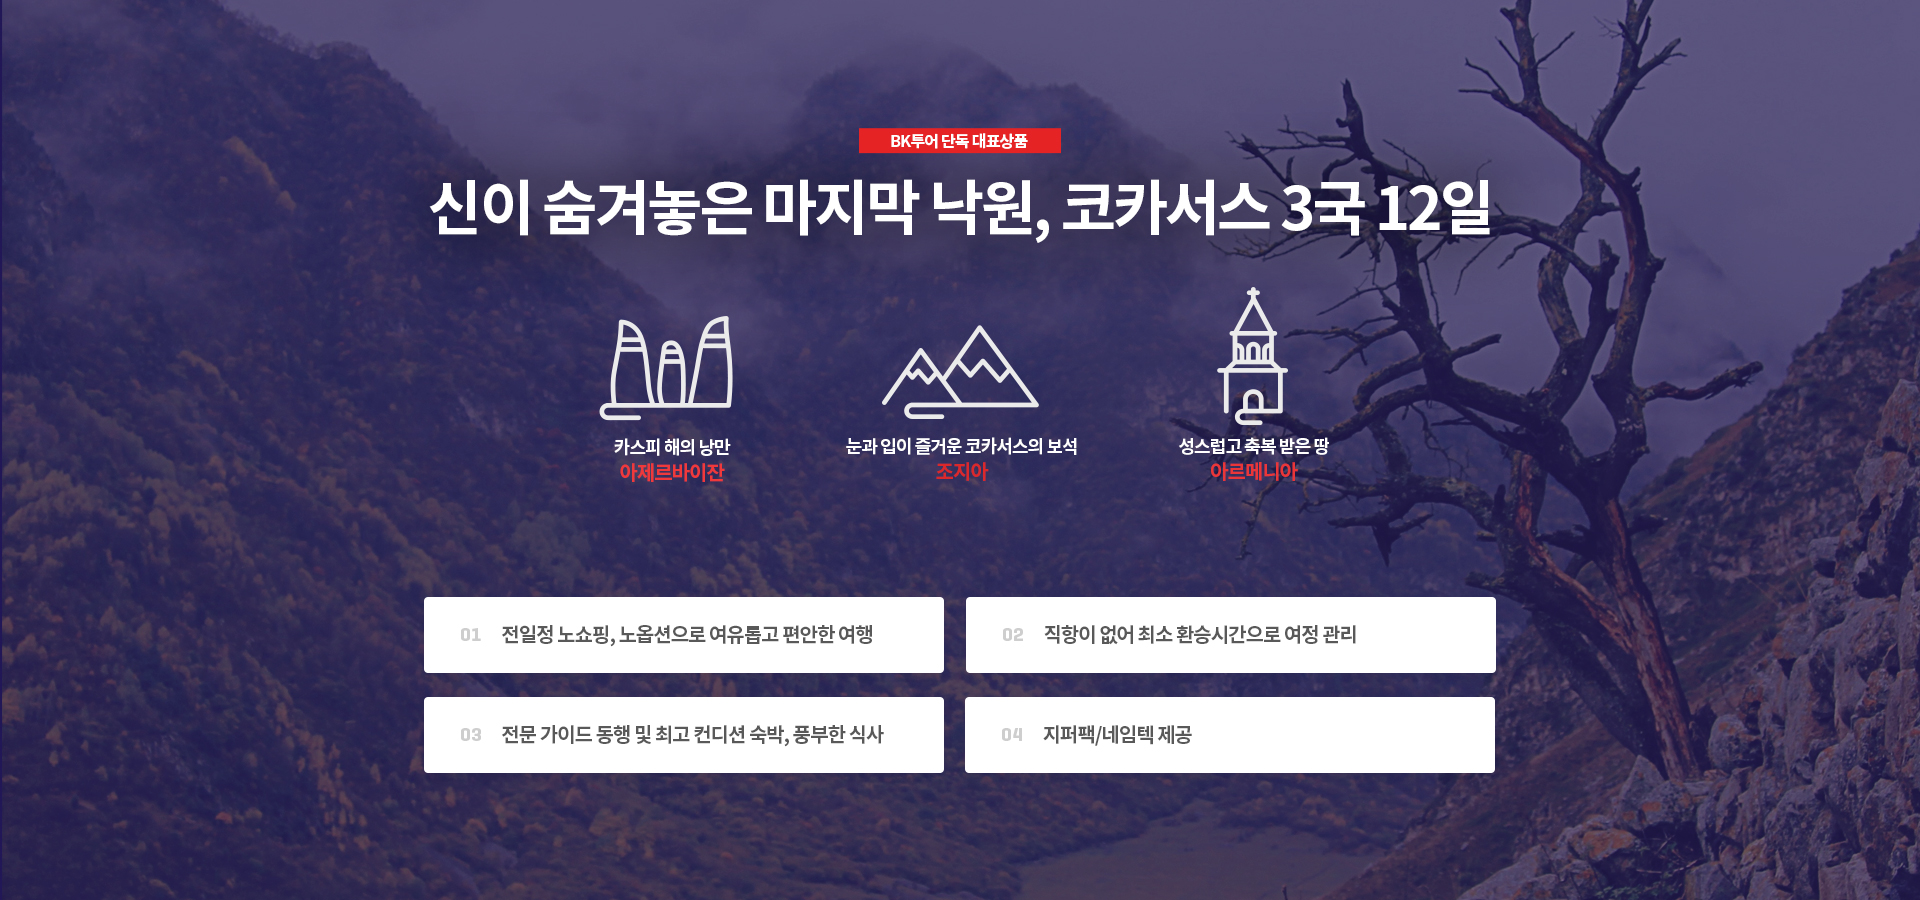 BK투어 단독 대표상품
신이 숨겨놓은 마지막 낙원, 코카서스 3국 12일
카스피 해의 낭만
아제르바이잔
눈과 입이 즐거운 코카서스의 보석
조지아
성스럽고 축복 받은 땅
아르메니아
01 전일정 노쇼핑, 노옵션으로 여유롭고 편안한 여행
02 직항이 없어 최소 환승시간으로 여정 관리
03 전문 가이드 동행 및 최고 컨디션 숙박, 풍부한 식사
04 지퍼팩/네임텍 제공